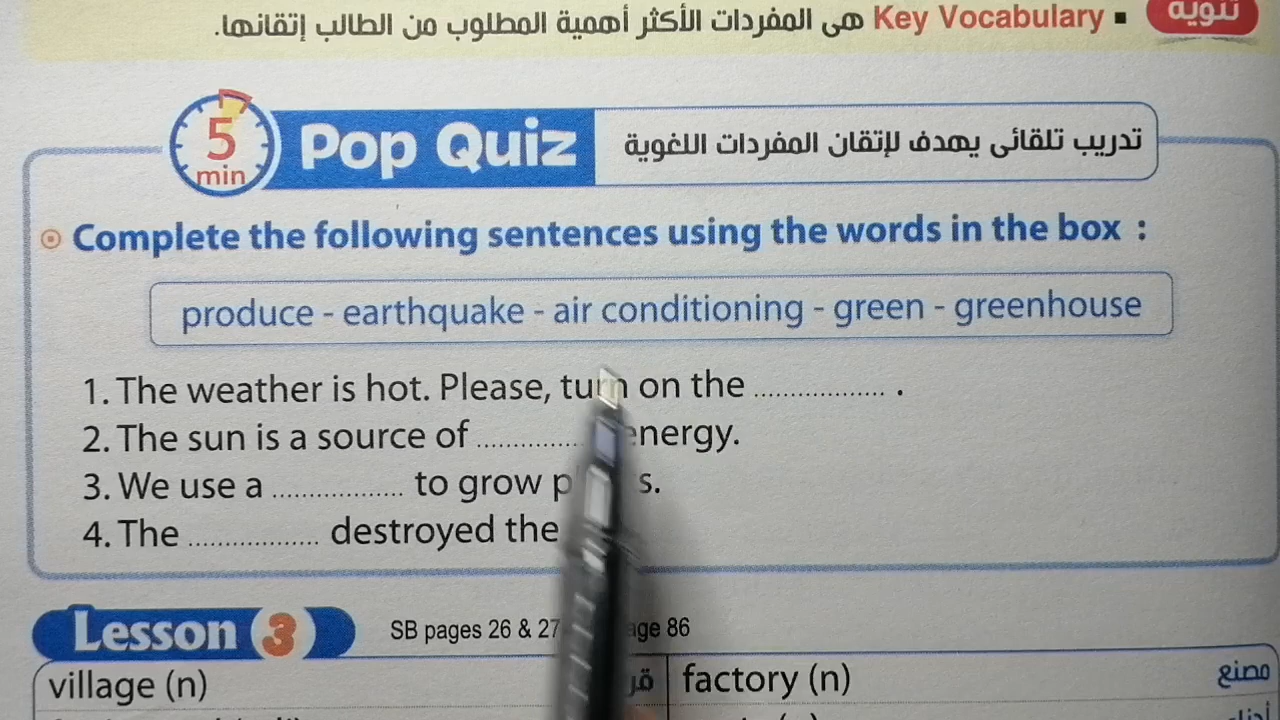 تنويه ▪ Key Vocabulary هى المفردات الأكثر أهمية المطلوب من الطالب إتقانها.
5 min Pop Quiz تدريب تلقائى يهدف لإتقان المفردات اللغوية
Complete the following sentences using the words in the box :
produce - earthquake - air conditioning - green - greenhouse
1. The weather is hot. Please, turn on the .................. .
2. The sun is a source of .................. energy.
3. We use a .................. to grow
4. The .................. destroyed the
Lesson 3 SB pages 26 & 27 86
village (n) factory (n) مصنع